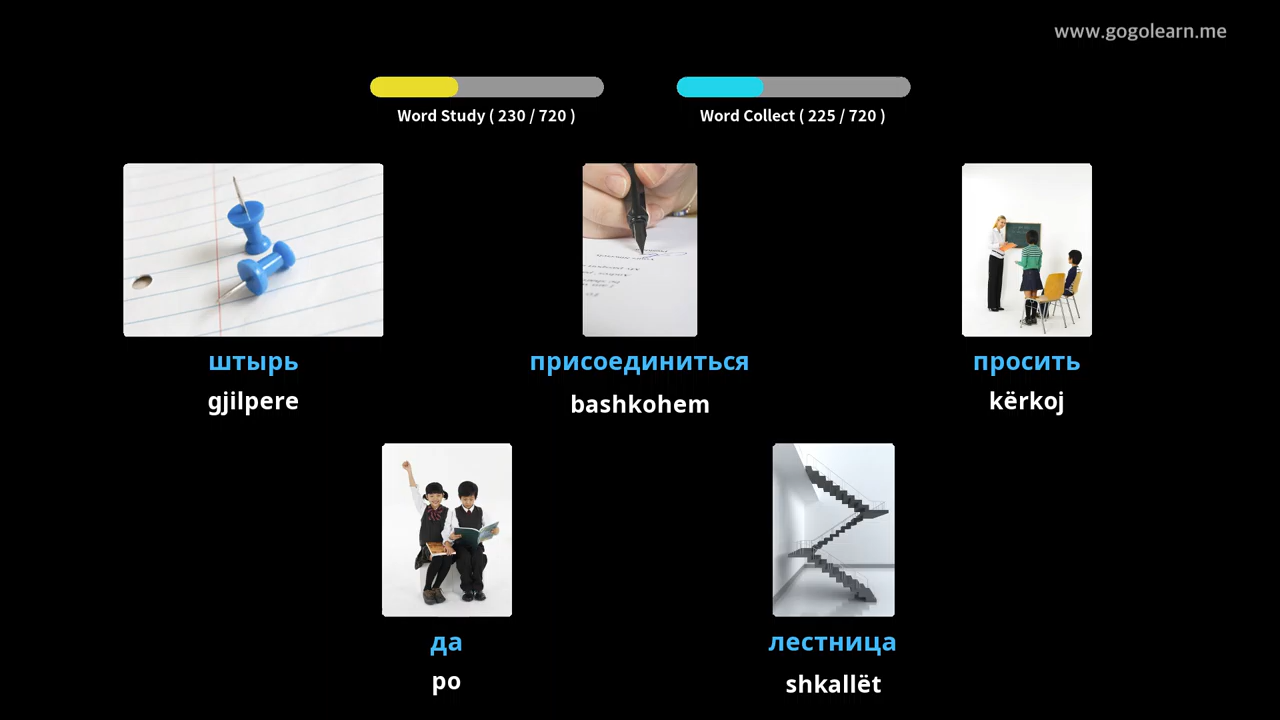 www.gogolearn.me
Word Study ( 230 / 720 )
Word Collect ( 225 / 720 )
штырь
присоединиться
просить
gjilpere
bashkohem
kërkoj
да
лестница
po
shkallët